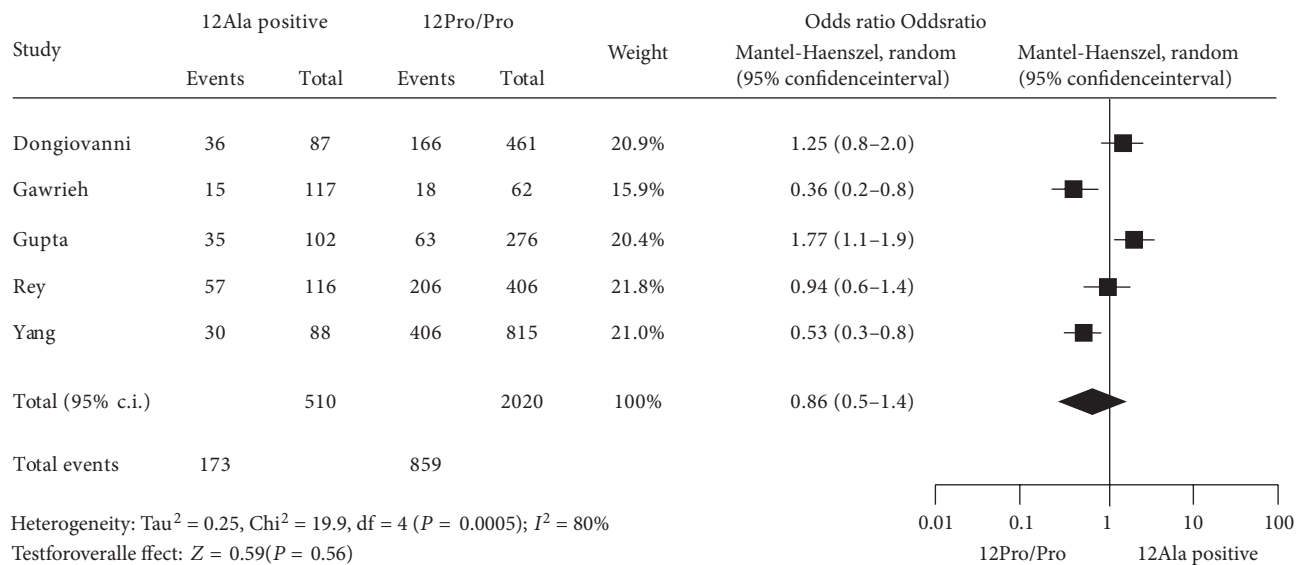 12Ala positive 12Pro/Pro Odds ratio Oddsratio
Study Weight Mantel-Haenszel, random Mantel-Haenszel, random
Events Total Events Total (95% confidenceinterval) (95% confidenceinterval)
Dongiovanni 36 87 166 461 20.9% 1.25 (0.8–2.0)
Gawrieh 15 117 18 62 15.9% 0.36 (0.2–0.8)
Gupta 35 102 63 276 20.4% 1.77 (1.1–1.9)
Rey 57 116 206 406 21.8% 0.94 (0.6–1.4)
Yang 30 88 406 815 21.0% 0.53 (0.3–0.8)
Total (95% c.i.) 510 2020 100% 0.86 (0.5–1.4)
Total events 173 859
Heterogeneity: Tau² = 0.25, Chi² = 19.9, df = 4 (P = 0.0005); I² = 80%
0.01 0.1 1 10 100
Testforoveralle ffect: Z = 0.59(P = 0.56)
12Pro/Pro 12Ala positive